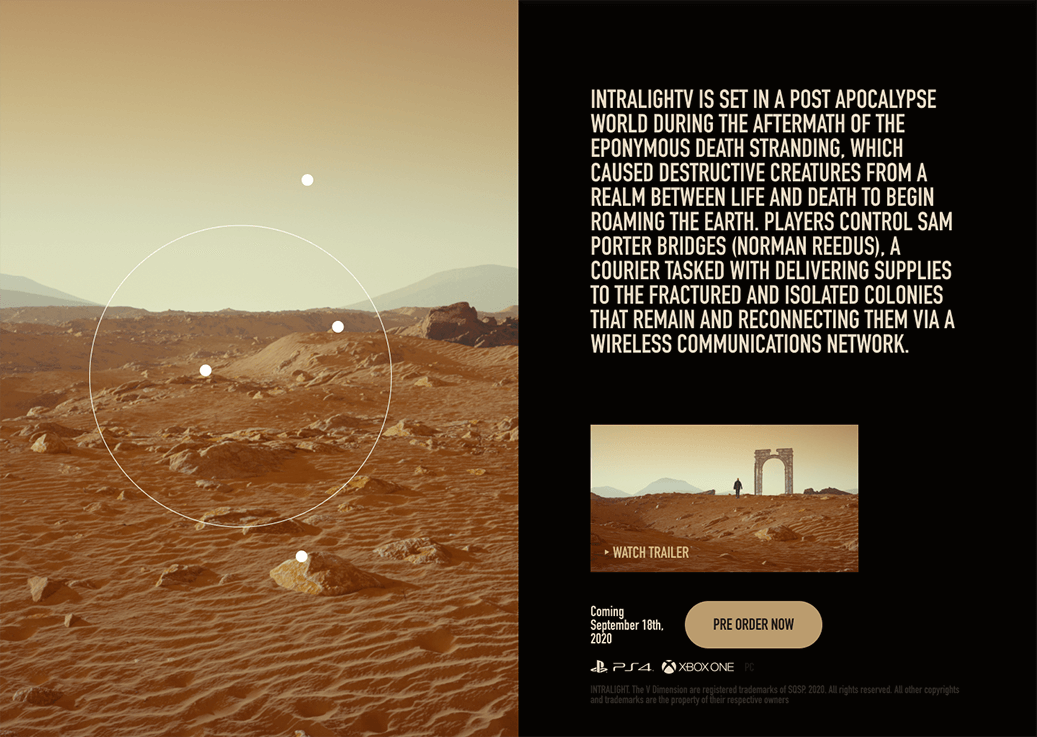 INTRALIGHTV IS SET IN A POST APOCALYPSE
WORLD DURING THE AFTERMATH OF THE
EPONYMOUS DEATH STRANDING, WHICH
CAUSED DESTRUCTIVE CREATURES FROM A
REALM BETWEEN LIFE AND DEATH TO BEGIN
ROAMING THE EARTH. PLAYERS CONTROL SAM
PORTER BRIDGES (NORMAN REEDUS), A
COURIER TASKED WITH DELIVERING SUPPLIES
TO THE FRACTURED AND ISOLATED COLONIES
THAT REMAIN AND RECONNECTING THEM VIA A
WIRELESS COMMUNICATIONS NETWORK.
WATCH TRAILER
Coming
September 18th,
2020
PRE ORDER NOW
PS4 XBOX ONE PC
INTRALIGHT. The V Dimension are registered trademarks of SQSP. 2020. All rights reserved. All other copyrights
and trademarks are the property of their respective owners